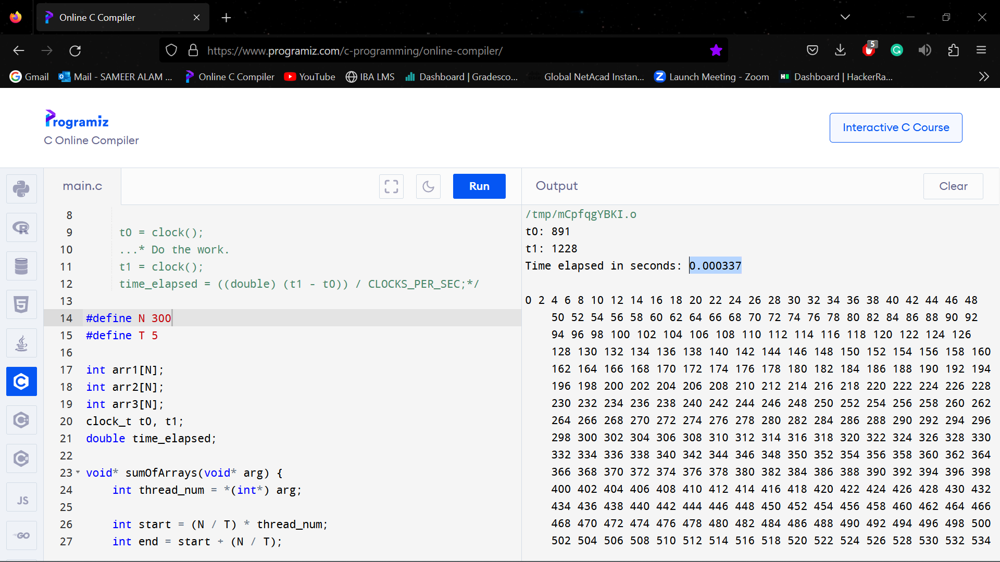 Online C Compiler
https://www.programiz.com/c-programming/online-compiler/
5
Gmail
Mail - SAMEER ALAM ...
Online C Compiler
YouTube
IBA LMS
Dashboard | Gradesco...
Global NetAcad Instan...
Launch Meeting - Zoom
Dashboard | HackerRa...
Programiz
C Online Compiler
Interactive C Course
main.c
Run
Output
Clear
8
9 t0 = clock();
10 ...* Do the work.
11 t1 = clock();
12 time_elapsed = ((double) (t1 - t0)) / CLOCKS_PER_SEC;*/
13
14 #define N 300
15 #define T 5
16
17 int arr1[N];
18 int arr2[N];
19 int arr3[N];
20 clock_t t0, t1;
21 double time_elapsed;
22
23 void* sumOfArrays(void* arg) {
24 int thread_num = *(int*) arg;
25
26 int start = (N / T) * thread_num;
27 int end = start + (N / T);
JS
GO
/tmp/mCpfqgYBKI.o
t0: 891
t1: 1228
Time elapsed in seconds: 0.000337
0 2 4 6 8 10 12 14 16 18 20 22 24 26 28 30 32 34 36 38 40 42 44 46 48
50 52 54 56 58 60 62 64 66 68 70 72 74 76 78 80 82 84 86 88 90 92
94 96 98 100 102 104 106 108 110 112 114 116 118 120 122 124 126
128 130 132 134 136 138 140 142 144 146 148 150 152 154 156 158 160
162 164 166 168 170 172 174 176 178 180 182 184 186 188 190 192 194
196 198 200 202 204 206 208 210 212 214 216 218 220 222 224 226 228
230 232 234 236 238 240 242 244 246 248 250 252 254 256 258 260 262
264 266 268 270 272 274 276 278 280 282 284 286 288 290 292 294 296
298 300 302 304 306 308 310 312 314 316 318 320 322 324 326 328 330
332 334 336 338 340 342 344 346 348 350 352 354 356 358 360 362 364
366 368 370 372 374 376 378 380 382 384 386 388 390 392 394 396 398
400 402 404 406 408 410 412 414 416 418 420 422 424 426 428 430 432
434 436 438 440 442 444 446 448 450 452 454 456 458 460 462 464 466
468 470 472 474 476 478 480 482 484 486 488 490 492 494 496 498 500
502 504 506 508 510 512 514 516 518 520 522 524 526 528 530 532 534